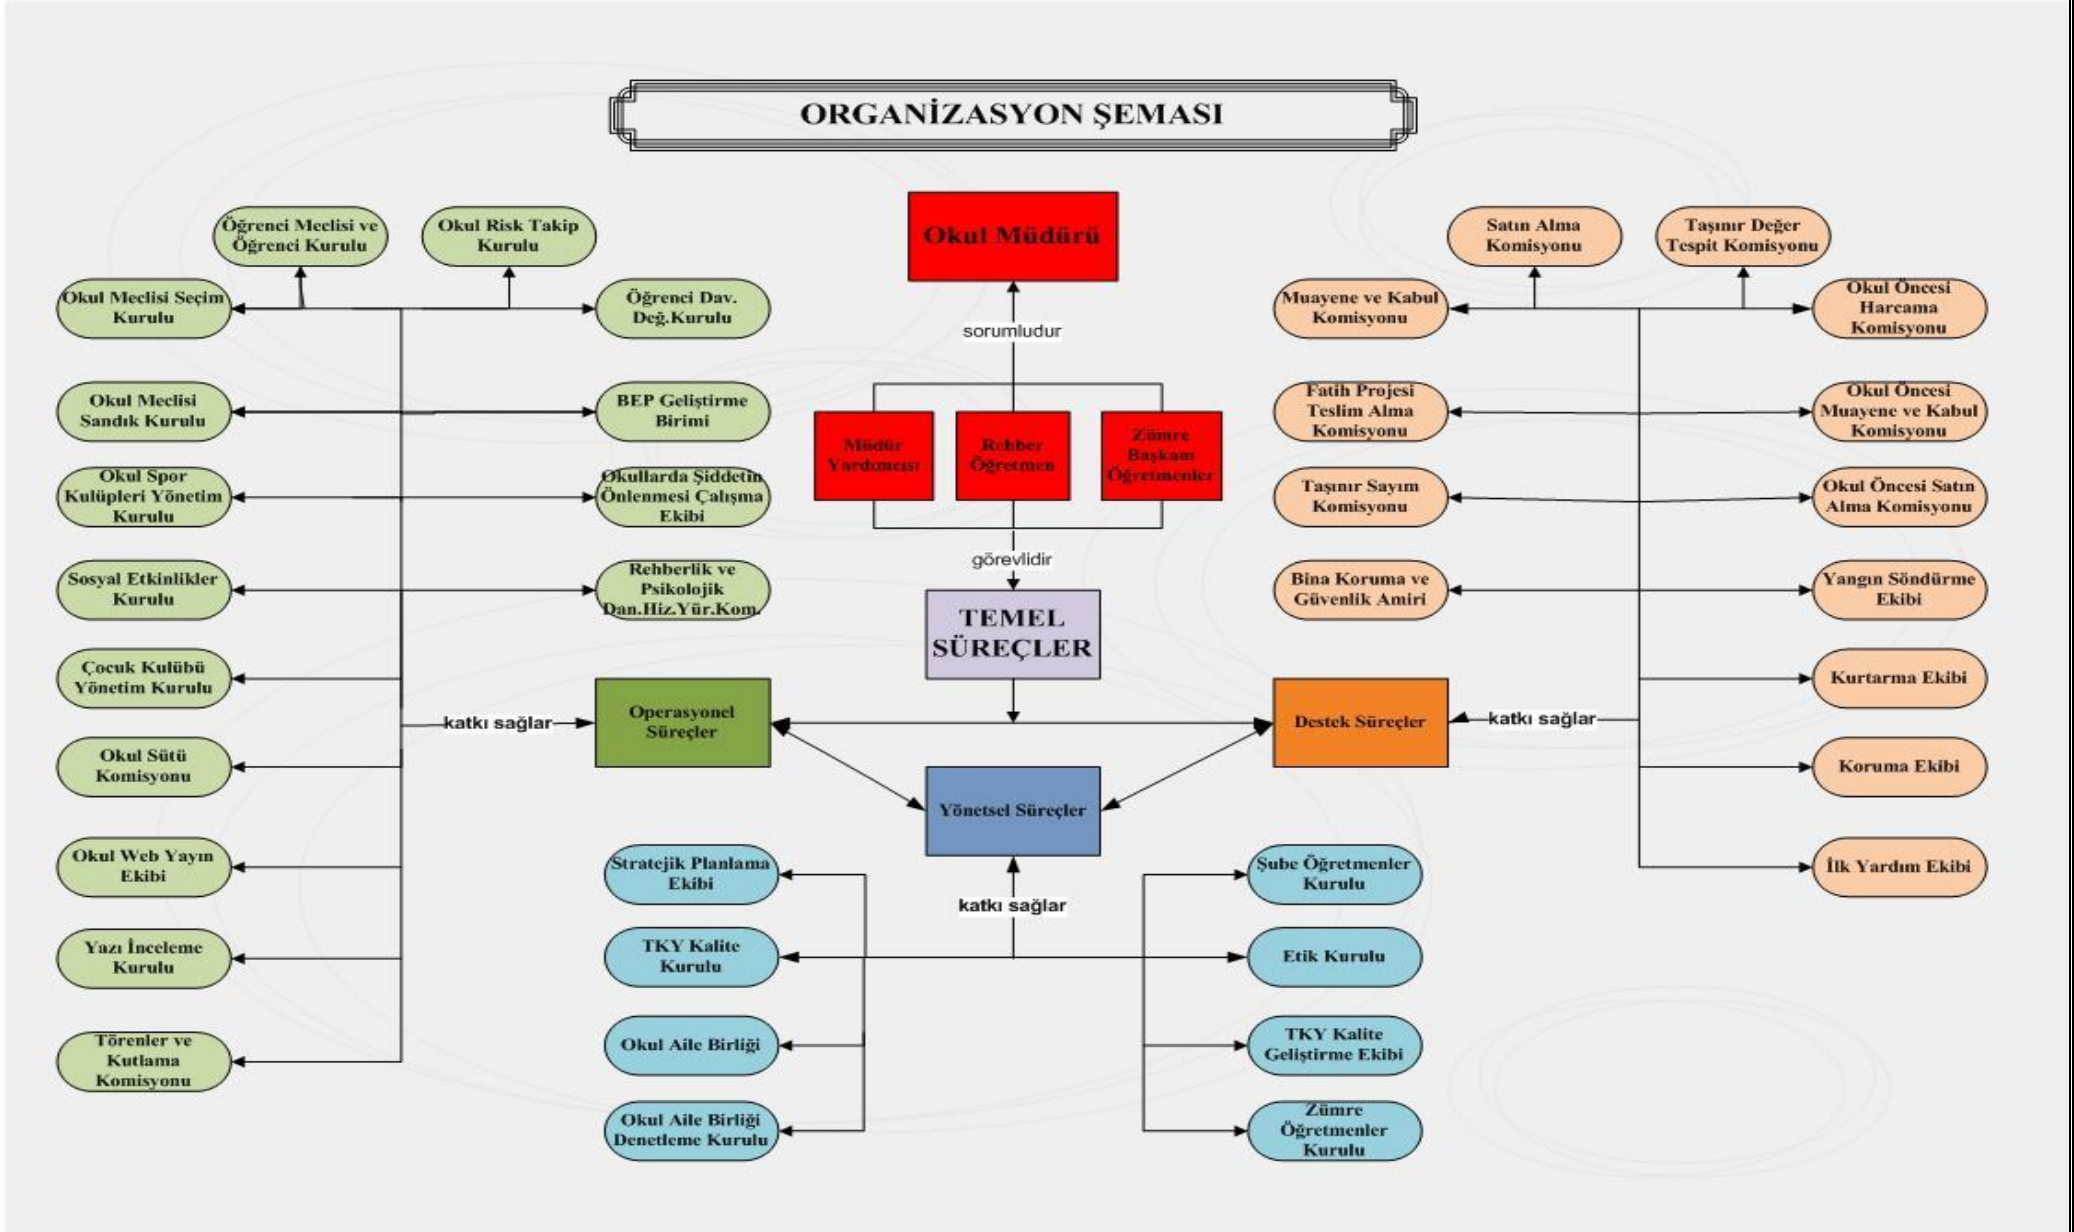 ORGANİZASYON ŞEMASI
Öğrenci Meclisi ve
Öğrenci Kurulu
Okul Risk Takip
Kurulu
Okul Meclisi Seçim
Kurulu
Öğrenci Dav.
Değ.Kurulu
Okul Meclisi
Sandık Kurulu
BEP Geliştirme
Birimi
Okul Spor
Kulüpleri Yönetim
Kurulu
Okullarda Şiddetin
Önlenmesi Çalışma
Ekibi
Sosyal Etkinlikler
Kurulu
Rehberlik ve
Psikolojik
Dan.Hiz.Yür.Kom.
Çocuk Kulübü
Yönetim Kurulu
Okul Sütü
Komisyonu
Okul Web Yayın
Ekibi
Yazı İnceleme
Kurulu
Törenler ve
Kutlama
Komisyonu
katkı sağlar
Okul Müdürü
sorumludur
Müdür
Yardımcısı
Rehber
Öğretmen
Zümre
Başkanı
Öğretmenler
görevlidir
TEMEL
SÜREÇLER
Operasyonel
Süreçler
Destek Süreçler
Yönetsel Süreçler
katkı sağlar
Stratejik Planlama
Ekibi
TKY Kalite
Kurulu
Okul Aile Birliği
Okul Aile Birliği
Denetleme Kurulu
Şube Öğretmenler
Kurulu
Etik Kurulu
TKY Kalite
Geliştirme Ekibi
Zümre
Öğretmenler
Kurulu
Satın Alma
Komisyonu
Taşınır Değer
Tespit Komisyonu
Muayene ve Kabul
Komisyonu
Okul Öncesi
Harcama
Komisyonu
Fatih Projesi
Teslim Alma
Komisyonu
Okul Öncesi
Muayene ve Kabul
Komisyonu
Taşınır Sayım
Komisyonu
Okul Öncesi Satın
Alma Komisyonu
Bina Koruma ve
Güvenlik Amiri
Yangın Söndürme
Ekibi
Kurtarma Ekibi
katkı sağlar
Koruma Ekibi
İlk Yardım Ekibi